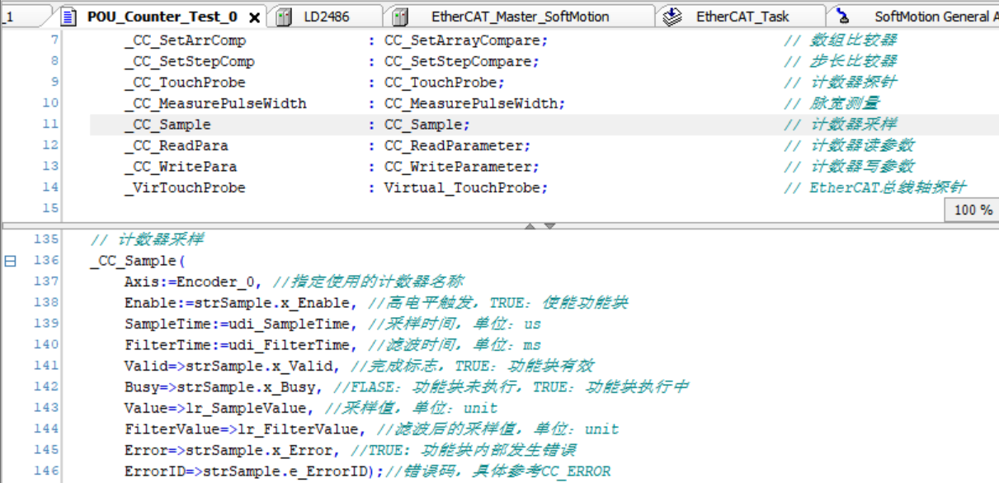 _1
POU_Counter_Test_0 LD2486 EtherCAT_Master_SoftMotion EtherCAT_Task SoftMotion General A
7 _CC_SetArrComp : CC_SetArrayCompare; // 数组比较器
8 _CC_SetStepComp : CC_SetStepCompare; // 步长比较器
9 _CC_TouchProbe : CC_TouchProbe; // 计数器探针
10 _CC_MeasurePulseWidth : CC_MeasurePulseWidth; // 脉宽测量
11 _CC_Sample : CC_Sample; // 计数器采样
12 _CC_ReadPara : CC_ReadParameter; // 计数器读参数
13 _CC_WritePara : CC_WriteParameter; // 计数器写参数
14 _VirTouchProbe : Virtual_TouchProbe; // EtherCAT总线轴探针
15
100 %
135 // 计数器采样
136 _CC_Sample(
137 Axis:=Encoder_0, //指定使用的计数器名称
138 Enable:=strSample.x_Enable, //高电平触发，TRUE：使能功能块
139 SampleTime:=udi_SampleTime, //采样时间，单位：us
140 FilterTime:=udi_FilterTime, //滤波时间，单位：ms
141 Valid=>strSample.x_Valid, //完成标志，TRUE：功能块有效
142 Busy=>strSample.x_Busy, //FLASE：功能块未执行，TRUE：功能块执行中
143 Value=>lr_SampleValue, //采样值，单位：unit
144 FilterValue=>lr_FilterValue, //滤波后的采样值，单位：unit
145 Error=>strSample.x_Error, //TRUE: 功能块内部发生错误
146 ErrorID=>strSample.e_ErrorID);//错误码，具体参考CC_ERROR